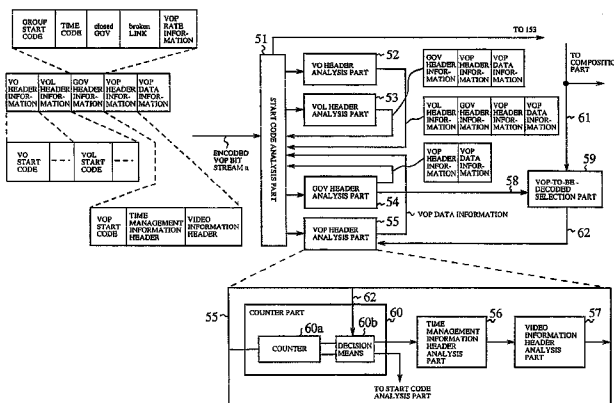 GROUP
START
CODE
TIME
CODE
closed
GOV
broken
LINK
VOP
RATE
INFOR-
MATION
VO
HEADER
INFOR-
MATION
VOL
HEADER
INFOR-
MATION
GOV
HEADER
INFOR-
MATION
VOP
HEADER
INFOR-
MATION
VOP
DATA
INFOR-
MATION
VO
START
CODE
VOL
START
CODE
VOP
START
CODE
TIME
MANAGEMENT
INFORMATION
HEADER
VIDEO
INFORMATION
HEADER
ENCODED
VOP BIT
STREAM a
51
START CODE ANALYSIS PART
TO 153
52
VO HEADER
ANALYSIS PART
53
VOL HEADER
ANALYSIS PART
GOV HEADER
ANALYSIS PART
54
55
VOP HEADER
ANALYSIS PART
GOV
HEADER
INFOR-
MATION
VOP
HEADER
INFOR-
MATION
VOP
DATA
INFOR-
MATION
VOL
HEADER
INFOR-
MATION
GOV
HEADER
INFOR-
MATION
VOP
HEADER
INFOR-
MATION
VOP
DATA
INFOR-
MATION
VOP
HEADER
INFOR-
MATION
VOP
DATA
INFOR-
MATION
VOP DATA INFORMATION
TO
COMPOSITION
PART
61
59
58
VOP-TO-BE-
DECODED
SELECTION PART
62
55
COUNTER PART
62
60
60a
COUNTER
60b
DECISION
MEANS
TO START CODE
ANALYSIS PART
56
TIME
MANAGEMENT
INFORMATION
HEADER
ANALYSIS
PART
57
VIDEO
INFORMATION
HEADER
ANALYSIS
PART